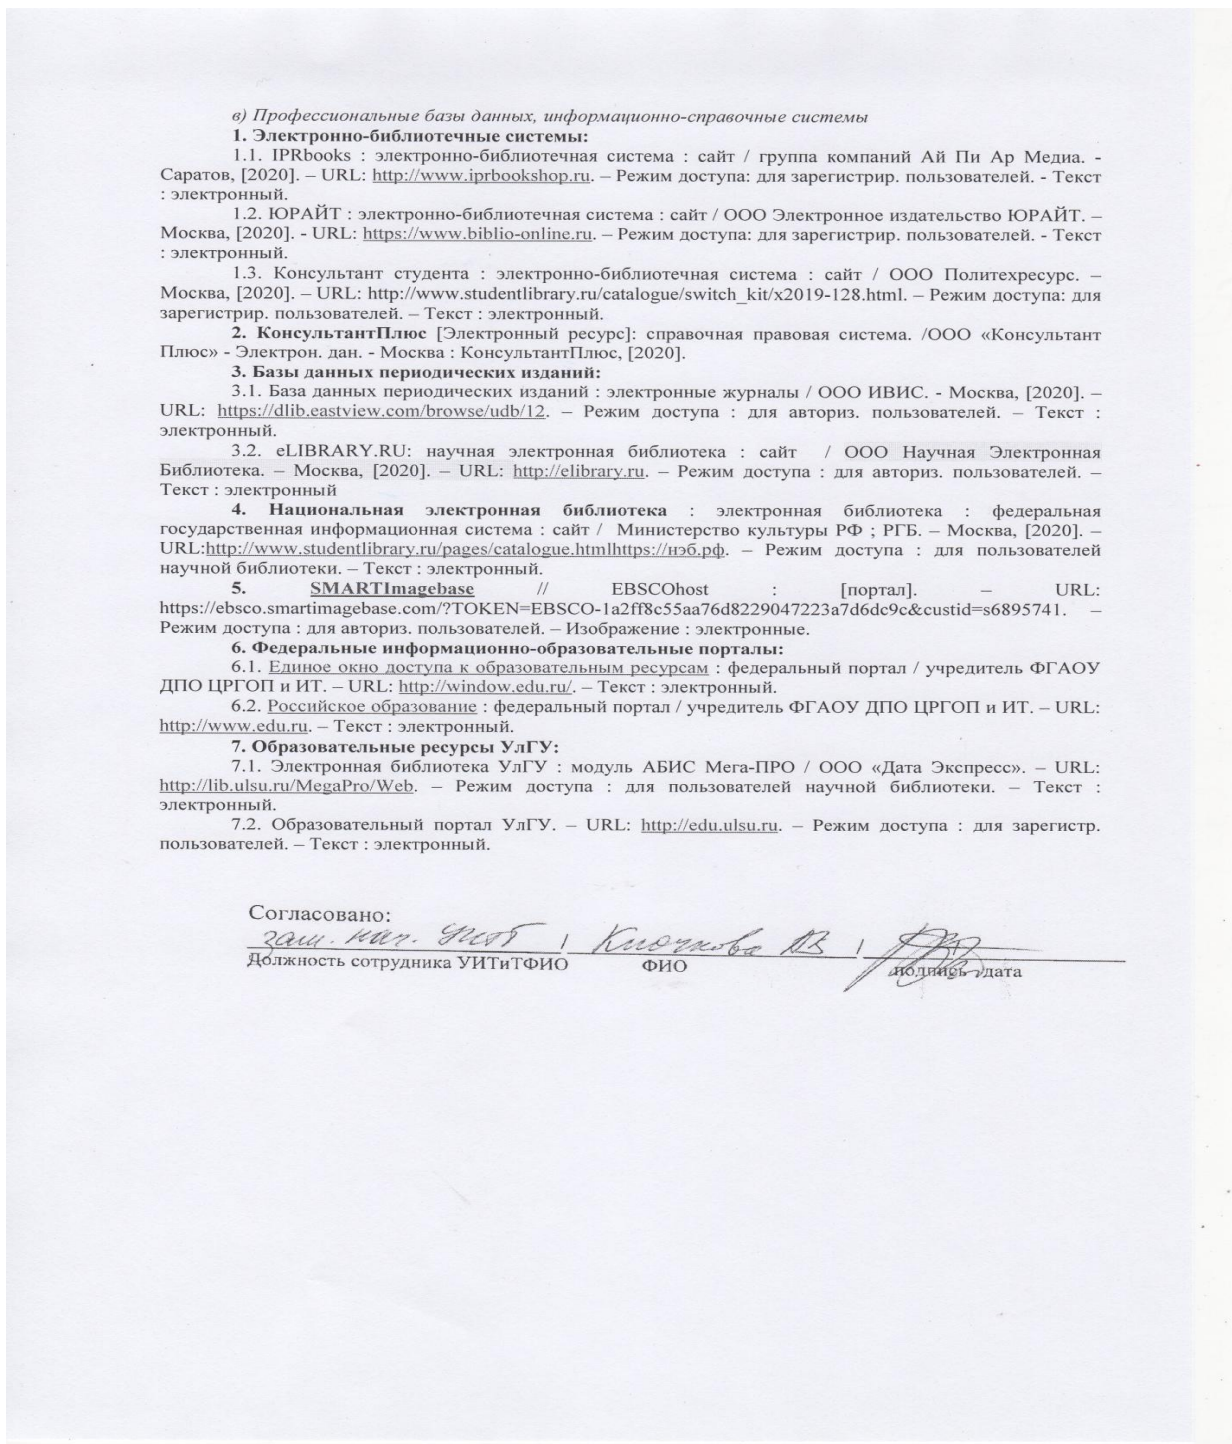 в) Профессиональные базы данных, информационно-справочные системы
1. Электронно-библиотечные системы:
1.1. IPRbooks : электронно-библиотечная система : сайт / группа компаний Ай Пи Ар Медиа. -
Саратов, [2020]. – URL: http://www.iprbookshop.ru. – Режим доступа: для зарегистрир. пользователей. - Текст
: электронный.
1.2. ЮРАЙТ : электронно-библиотечная система : сайт / ООО Электронное издательство ЮРАЙТ. –
Москва, [2020]. - URL: https://www.biblio-online.ru. – Режим доступа: для зарегистрир. пользователей. - Текст
: электронный.
1.3. Консультант студента : электронно-библиотечная система : сайт / ООО Политехресурс. –
Москва, [2020]. – URL: http://www.studentlibrary.ru/catalogue/switch_kit/x2019-128.html. – Режим доступа: для
зарегистрир. пользователей. – Текст : электронный.
2. КонсультантПлюс [Электронный ресурс]: справочная правовая система. /ООО «Консультант
Плюс» - Электрон. дан. - Москва : КонсультантПлюс, [2020].
3. Базы данных периодических изданий:
3.1. База данных периодических изданий : электронные журналы / ООО ИВИС. - Москва, [2020]. –
URL: https://dlib.eastview.com/browse/udb/12. – Режим доступа : для авториз. пользователей. – Текст :
электронный.
3.2. eLIBRARY.RU: научная электронная библиотека : сайт / ООО Научная Электронная
Библиотека. – Москва, [2020]. – URL: http://elibrary.ru. – Режим доступа : для авториз. пользователей. –
Текст : электронный
4. Национальная электронная библиотека : электронная библиотека : федеральная
государственная информационная система : сайт / Министерство культуры РФ ; РГБ. – Москва, [2020]. –
URL:http://www.studentlibrary.ru/pages/catalogue.htmlhttps://нэб.рф. – Режим доступа : для пользователей
научной библиотеки. – Текст : электронный.
5. SMARTImagebase // EBSCOhost : [портал]. – URL:
https://ebsco.smartimagebase.com/?TOKEN=EBSCO-1a2ff8c55aa76d8229047223a7d6dc9c&custid=s6895741. –
Режим доступа : для авториз. пользователей. – Изображение : электронные.
6. Федеральные информационно-образовательные порталы:
6.1. Единое окно доступа к образовательным ресурсам : федеральный портал / учредитель ФГАОУ
ДПО ЦРГОП и ИТ. – URL: http://window.edu.ru/. – Текст : электронный.
6.2. Российское образование : федеральный портал / учредитель ФГАОУ ДПО ЦРГОП и ИТ. – URL:
http://www.edu.ru. – Текст : электронный.
7. Образовательные ресурсы УлГУ:
7.1. Электронная библиотека УлГУ : модуль АБИС Мега-ПРО / ООО «Дата Экспресс». – URL:
http://lib.ulsu.ru/MegaPro/Web. – Режим доступа : для пользователей научной библиотеки. – Текст :
электронный.
7.2. Образовательный портал УлГУ. – URL: http://edu.ulsu.ru. – Режим доступа : для зарегистр.
пользователей. – Текст : электронный.
Согласовано:
зам. нач. / Клочкова АВ /
Должность сотрудника УИТиТФИО ФИО подпись дата